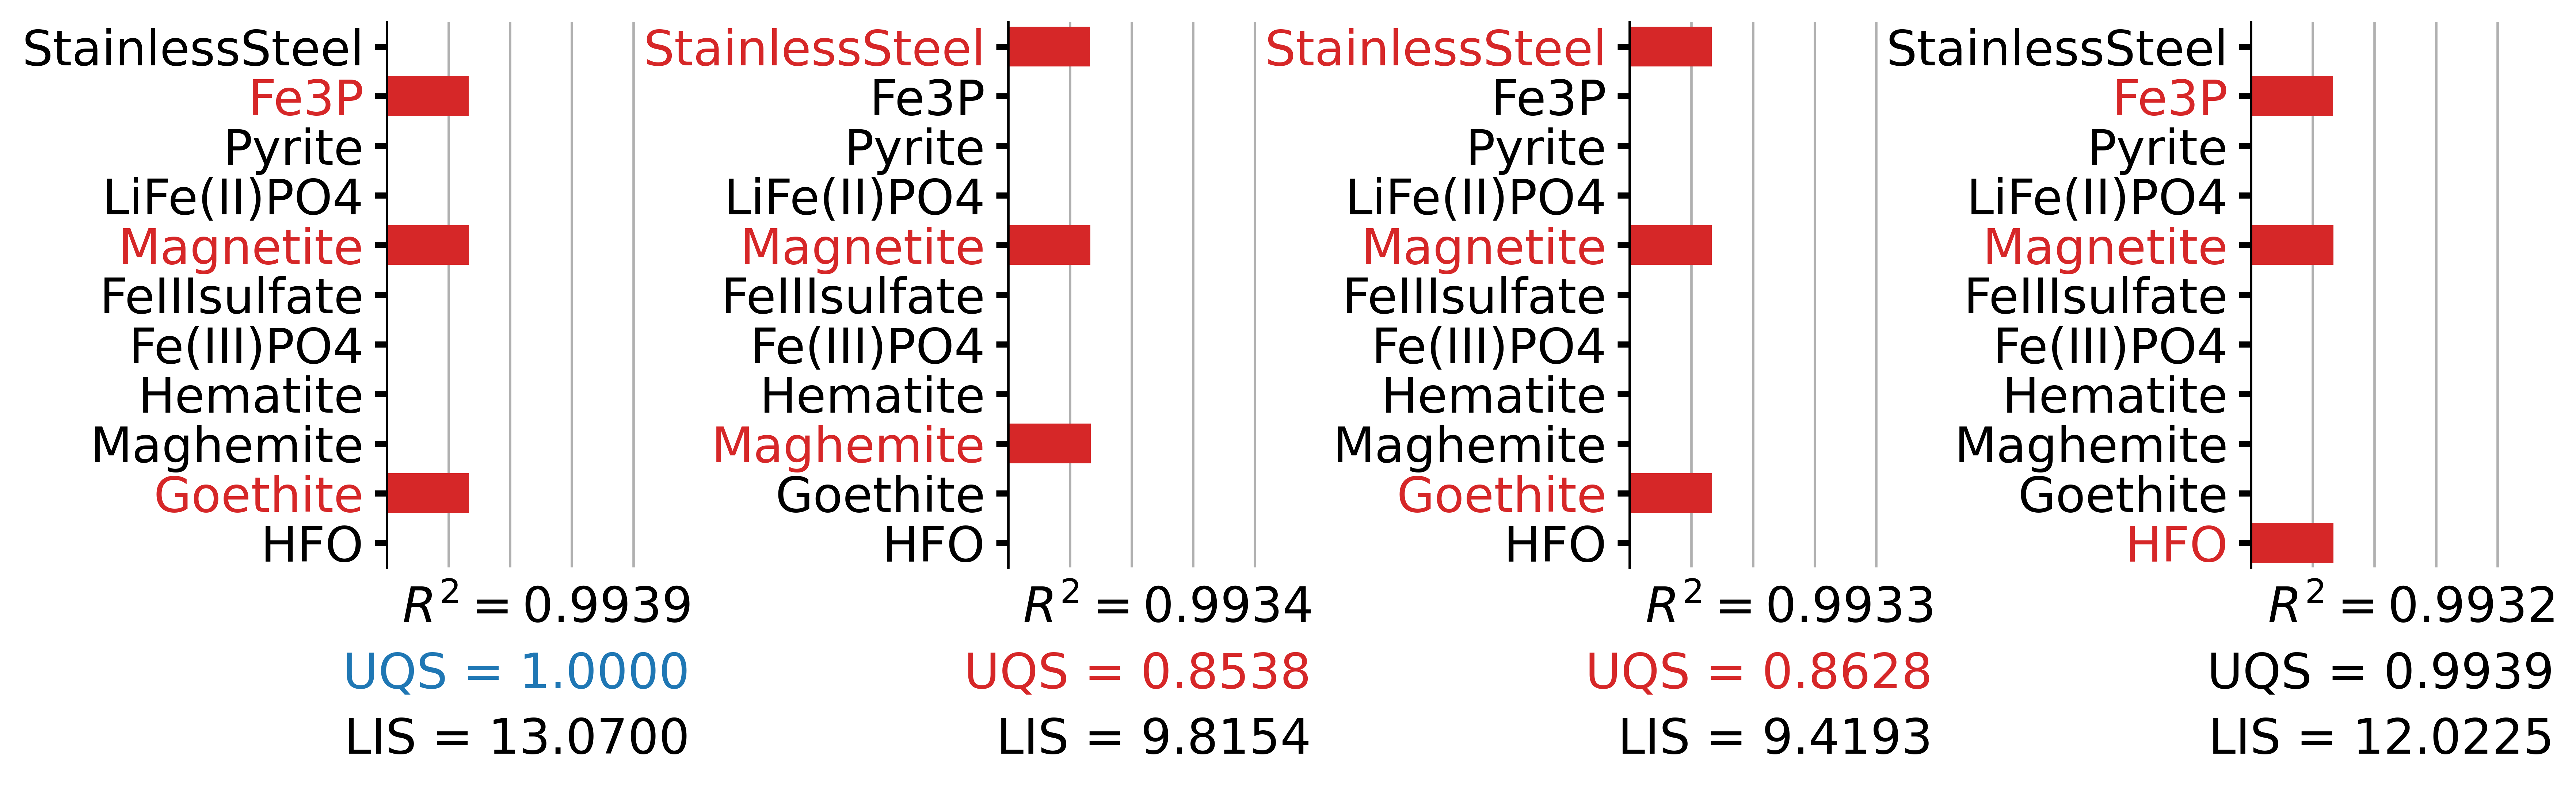 StainlessSteel
Fe3P
Pyrite
LiFe(II)PO4
Magnetite
FeIIIsulfate
Fe(III)PO4
Hematite
Maghemite
Goethite
HFO
R² = 0.9939
UQS = 1.0000
LIS = 13.0700
StainlessSteel
Fe3P
Pyrite
LiFe(II)PO4
Magnetite
FeIIIsulfate
Fe(III)PO4
Hematite
Maghemite
Goethite
HFO
R² = 0.9934
UQS = 0.8538
LIS = 9.8154
StainlessSteel
Fe3P
Pyrite
LiFe(II)PO4
Magnetite
FeIIIsulfate
Fe(III)PO4
Hematite
Maghemite
Goethite
HFO
R² = 0.9933
UQS = 0.8628
LIS = 9.4193
StainlessSteel
Fe3P
Pyrite
LiFe(II)PO4
Magnetite
FeIIIsulfate
Fe(III)PO4
Hematite
Maghemite
Goethite
HFO
R² = 0.9932
UQS = 0.9939
LIS = 12.0225